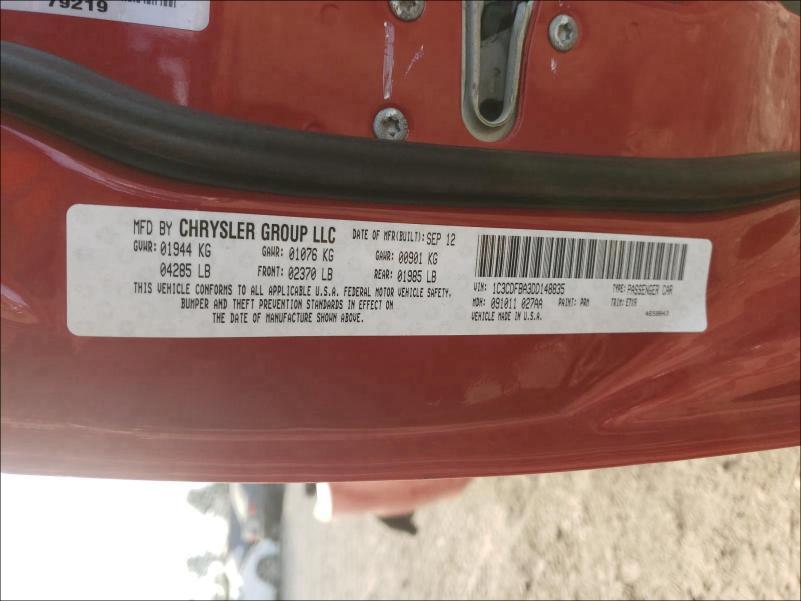 79219
MFD BY CHRYSLER GROUP LLC DATE OF MFR(BUILT): SEP 12
GVWR: 01944 KG GAWR: 01076 KG GAWR: 00901 KG
04285 LB FRONT: 02370 LB REAR: 01985 LB
THIS VEHICLE CONFORMS TO ALL APPLICABLE U.S.A. FEDERAL MOTOR VEHICLE SAFETY,
BUMPER AND THEFT PREVENTION STANDARDS IN EFFECT ON
THE DATE OF MANUFACTURE SHOWN ABOVE.
VIN: 1C3CDFBA3DD148835 TYPE: PASSENGER CAR
MDH: 091011 027AA PAINT: PRM TRIM: E7X9
VEHICLE MADE IN U.S.A.